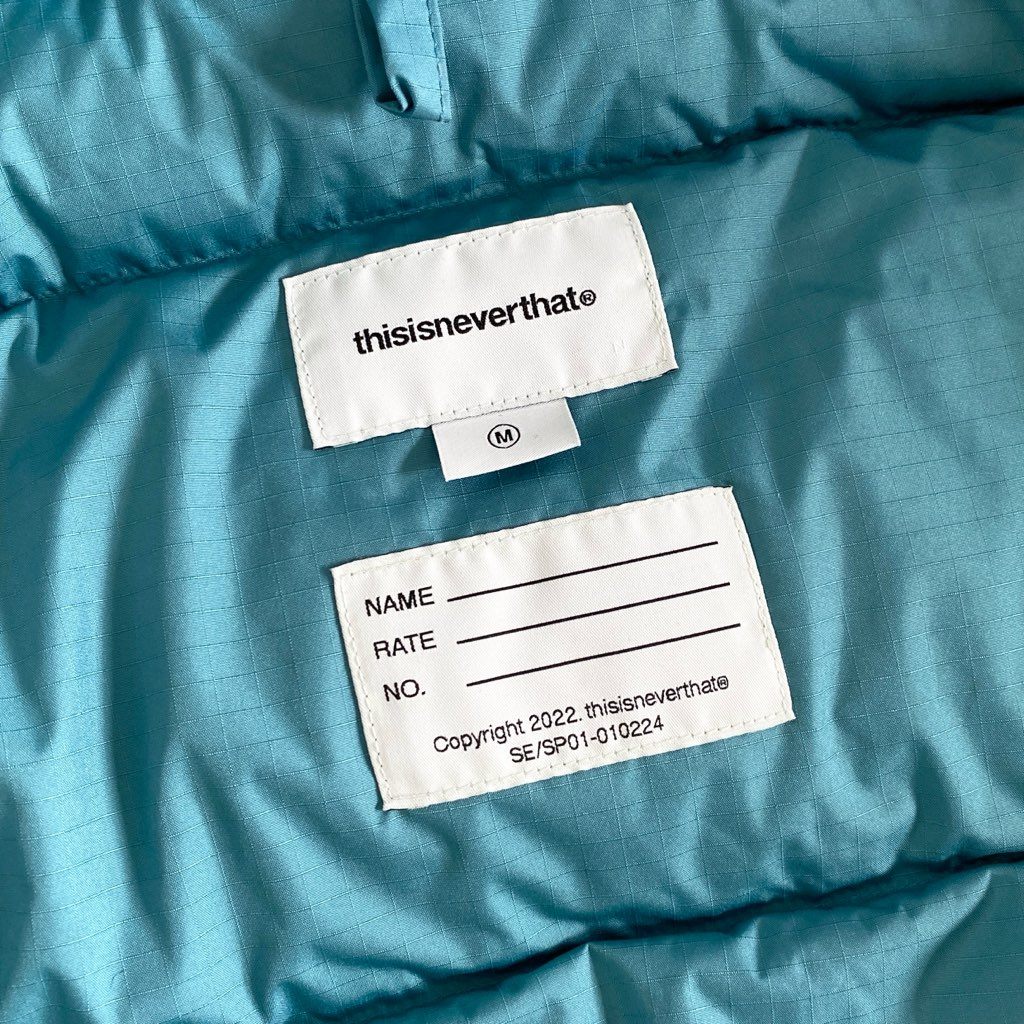 thisisneverthat®
M
NAME
RATE
NO.
Copyright 2022. thisisneverthat®
SE/SP01-010224